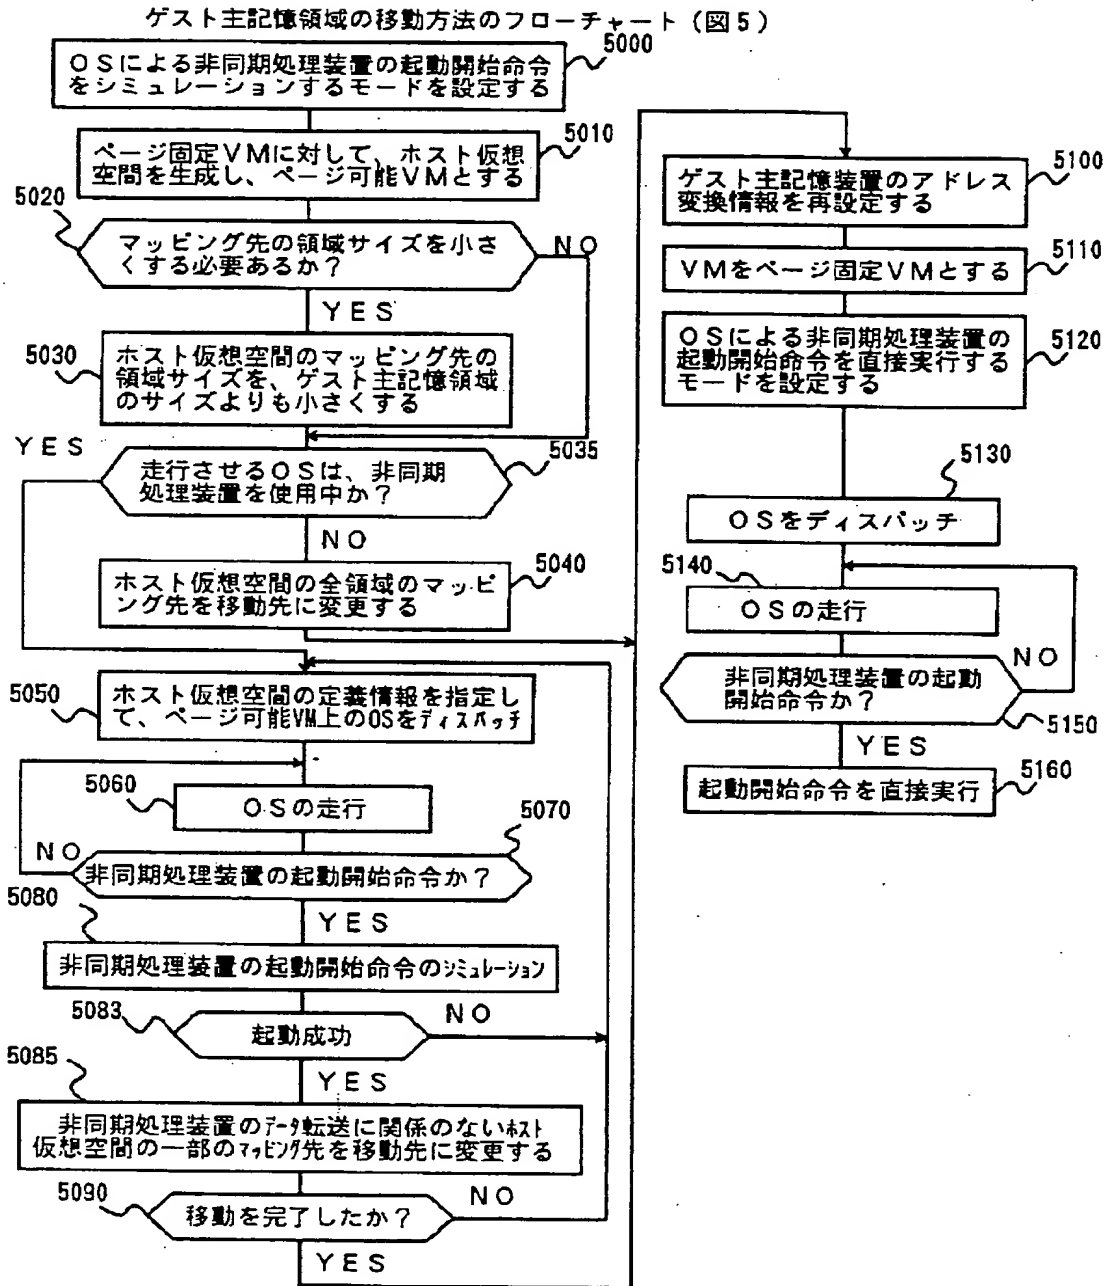 ゲスト主記憶領域の移動方法のフローチャート(図5)
5000
OSによる非同期処理装置の起動開始命令
をシミュレーションするモードを設定する
5010
ページ固定VMに対して、ホスト仮想
空間を生成し、ページ可能VMとする
5020
マッピング先の領域サイズを小さ
くする必要あるか?
NO
YES
5030
ホスト仮想空間のマッピング先の
領域サイズを、ゲスト主記憶領域
のサイズよりも小さくする
YES
5035
走行させるOSは、非同期
処理装置を使用中か?
NO
5040
ホスト仮想空間の全領域のマッピ
ング先を移動先に変更する
5050
ホスト仮想空間の定義情報を指定し
て、ページ可能VM上のOSをディスパッチ
5060
OSの走行
5070
NO
非同期処理装置の起動開始命令か?
5080
YES
非同期処理装置の起動開始命令のシミュレーション
5083
起動成功
NO
5085
YES
非同期処理装置のデータ転送に関係のないホスト
仮想空間の一部のマッピング先を移動先に変更する
5090
移動を完了したか?
NO
YES
5100
ゲスト主記憶装置のアドレス
変換情報を再設定する
5110
VMをページ固定VMとする
5120
OSによる非同期処理装置の
起動開始命令を直接実行する
モードを設定する
5130
OSをディスパッチ
5140
OSの走行
NO
非同期処理装置の起動
開始命令か?
5150
YES
5160
起動開始命令を直接実行